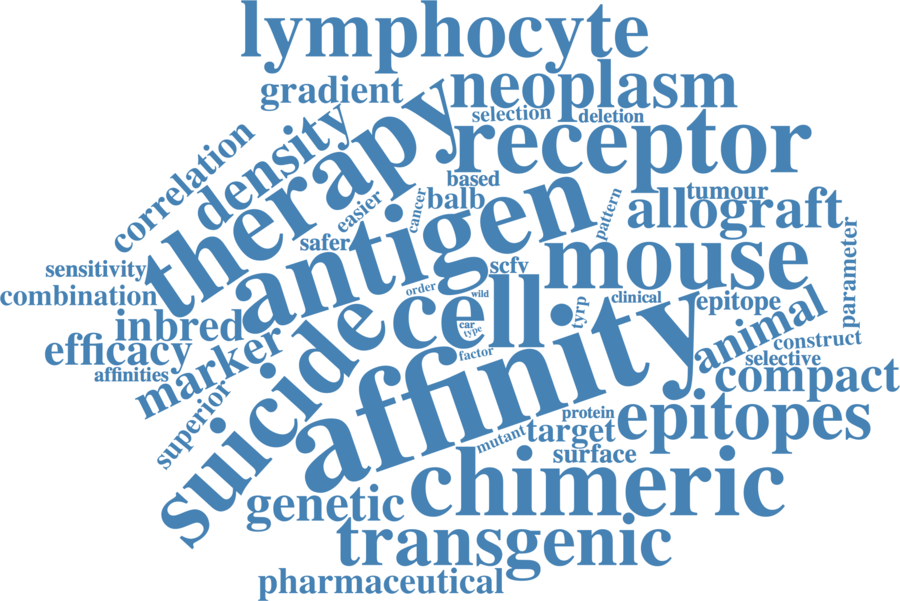 lymphocyte
gradient
neoplasm
selection
deletion
receptor
correlation
density
therapy
based
cancer
balb
easier
safer
pattern
tumour
allograft
antigen
mouse
parameter
sensitivity
combination
scfv
order
wild
cell
car
type
tyrp
clinical
epitope
animal
inbred
efficacy
marker
affinities
suicide
factor
affinity
construct
selective
compact
superior
protein
mutant
target
epitopes
surface
chimeric
genetic
transgenic
pharmaceutical